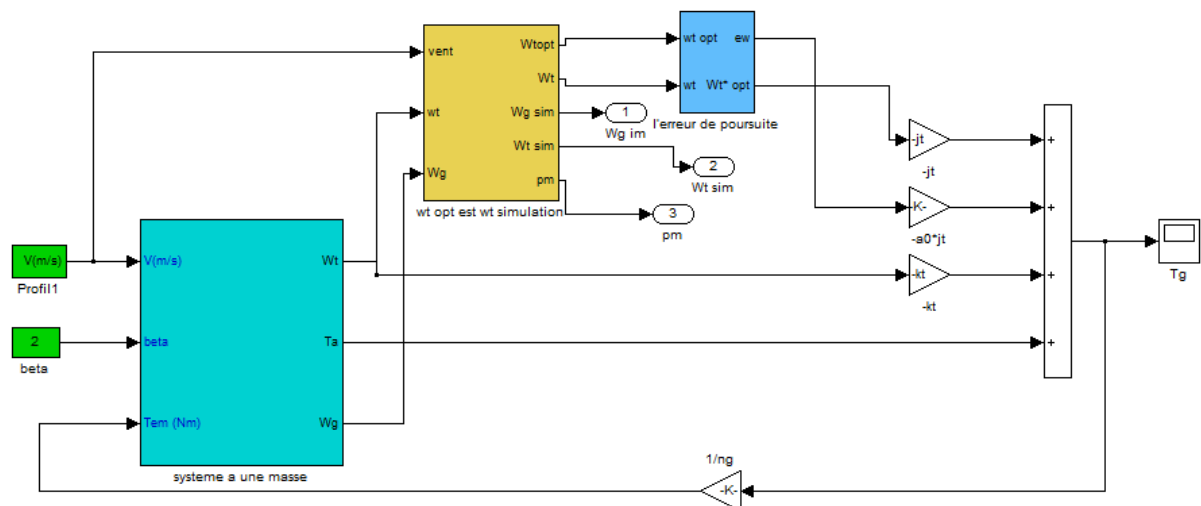 vent
wt
Wg
Wtopt
Wt
Wg sim
Wt sim
pm
wt opt est wt simulation
wt opt
ew
wt
Wt* opt
l'erreur de poursuite
1
Wg im
2
Wt sim
3
pm
-jt
-jt
-K-
-a0*jt
-kt
-kt
+
+
+
+
Tg
V(m/s)
Profil1
2
beta
V(m/s)
beta
Tem (Nm)
Wt
Ta
Wg
systeme a une masse
1/ng
-K-